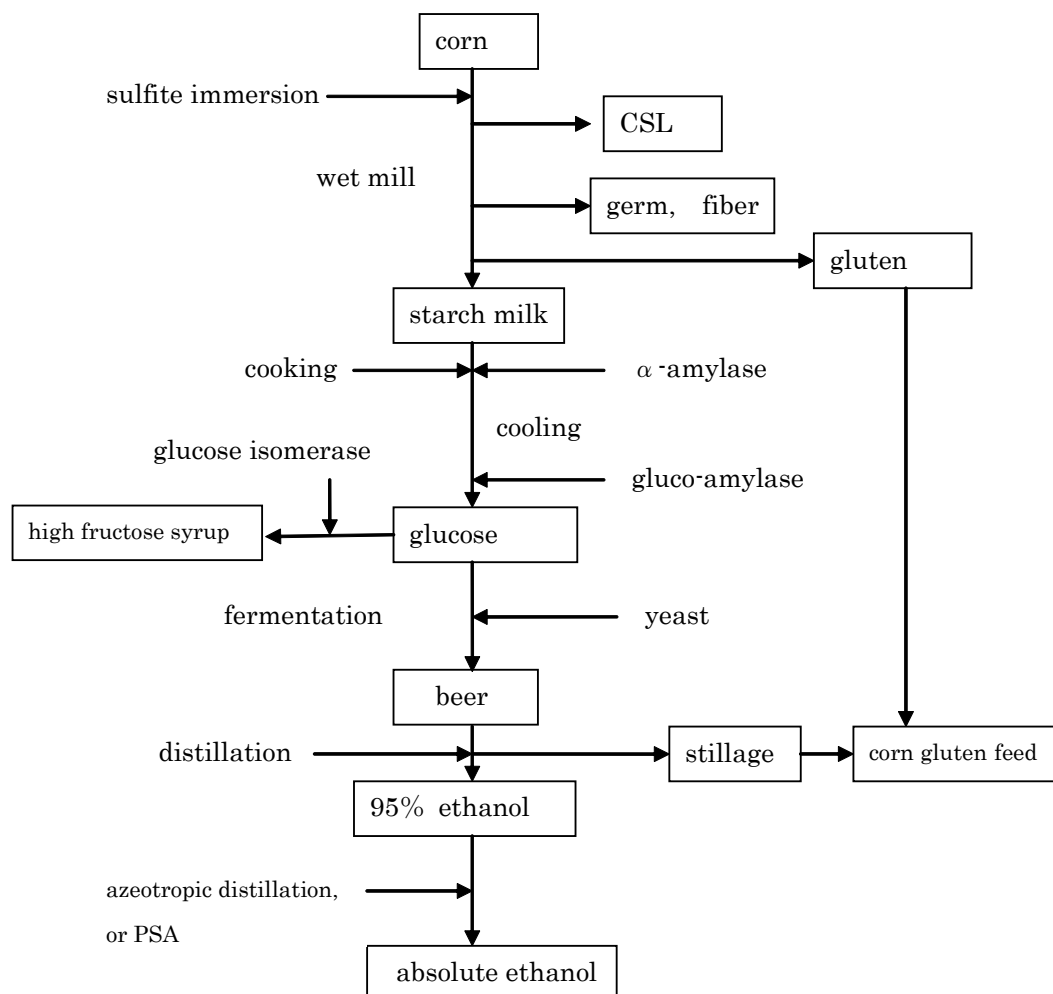 corn
sulfite immersion
CSL
wet mill
germ, fiber
gluten
starch milk
cooking
α-amylase
cooling
glucose isomerase
gluco-amylase
high fructose syrup
glucose
fermentation
yeast
beer
distillation
stillage
corn gluten feed
95% ethanol
azeotropic distillation,
or PSA
absolute ethanol